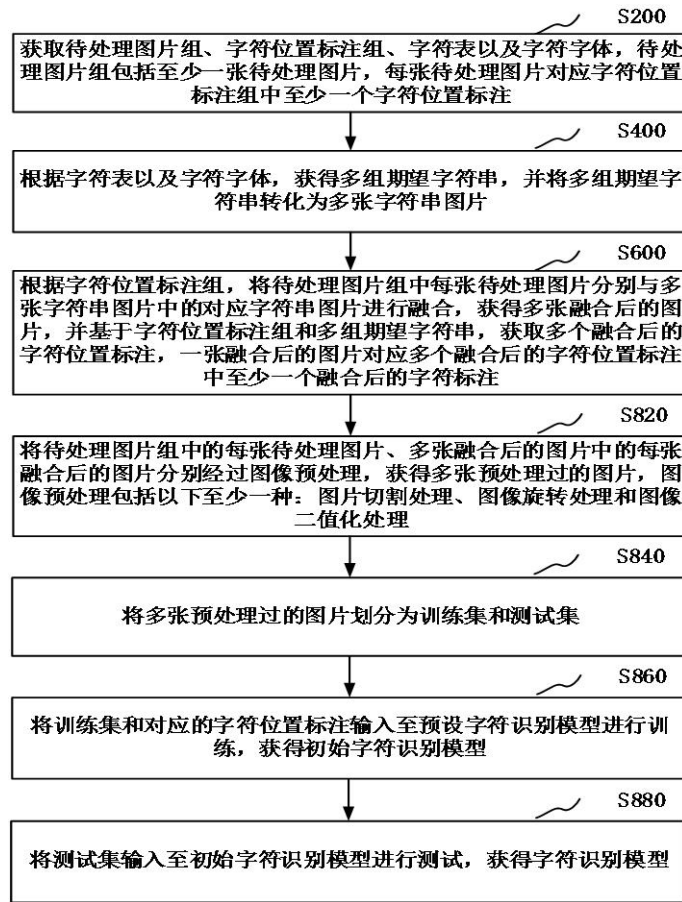 S200
获取待处理图片组、字符位置标注组、字符表以及字符字体，待处
理图片组包括至少一张待处理图片，每张待处理图片对应字符位置
标注组中至少一个字符位置标注
S400
根据字符表以及字符字体，获得多组期望字符串，并将多组期望字
符串转化为多张字符串图片
S600
根据字符位置标注组，将待处理图片组中每张待处理图片分别与多
张字符串图片中的对应字符串图片进行融合，获得多张融合后的图
片，并基于字符位置标注组和多组期望字符串，获取多个融合后的
字符位置标注，一张融合后的图片对应多个融合后的字符位置标注
中至少一个融合后的字符标注
S820
将待处理图片组中的每张待处理图片、多张融合后的图片中的每张
融合后的图片分别经过图像预处理，获得多张预处理过的图片，图
像预处理包括以下至少一种：图片切割处理、图像旋转处理和图像
二值化处理
S840
将多张预处理过的图片划分为训练集和测试集
S860
将训练集和对应的字符位置标注输入至预设字符识别模型进行训
练，获得初始字符识别模型
S880
将测试集输入至初始字符识别模型进行测试，获得字符识别模型